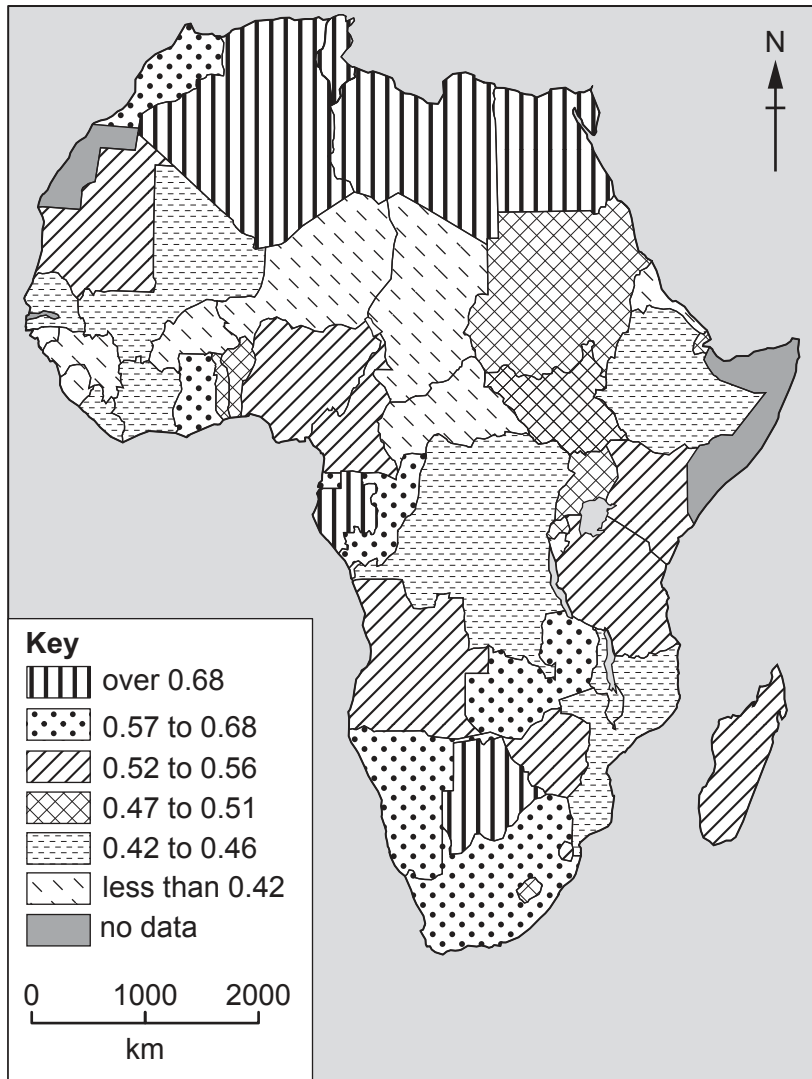 N
Key
over 0.68
0.57 to 0.68
0.52 to 0.56
0.47 to 0.51
0.42 to 0.46
less than 0.42
no data
0 1000 2000
km